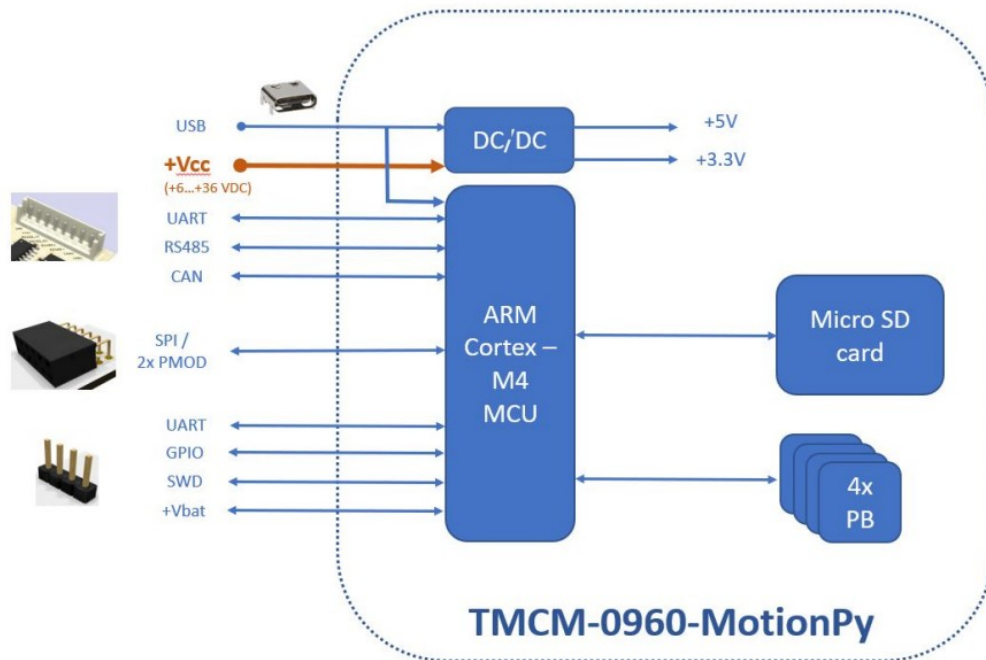 USB
+Vcc
(+6...+36 VDC)
UART
RS485
CAN
SPI /
2x PMOD
UART
GPIO
SWD
+Vbat
DC/DC
+5V
+3.3V
ARM
Cortex –
M4
MCU
Micro SD
card
4x
PB
TMCM-0960-MotionPy